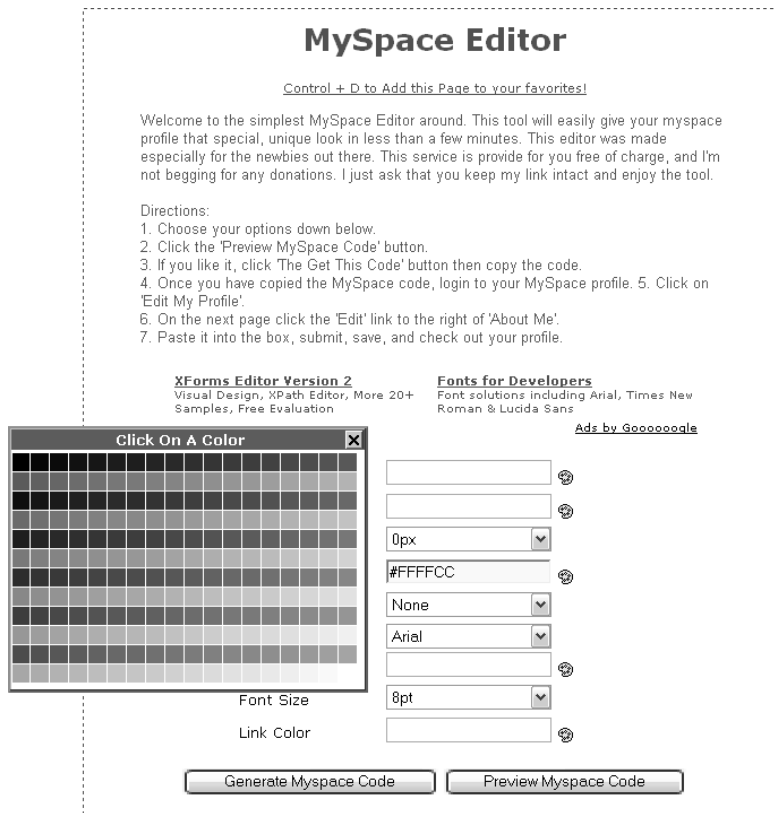 MySpace Editor
Control + D to Add this Page to your favorites!
Welcome to the simplest MySpace Editor around. This tool will easily give your myspace
profile that special, unique look in less than a few minutes. This editor was made
especially for the newbies out there. This service is provide for you free of charge, and I'm
not begging for any donations. I just ask that you keep my link intact and enjoy the tool.
Directions:
1. Choose your options down below.
2. Click the 'Preview MySpace Code' button.
3. If you like it, click 'The Get This Code' button then copy the code.
4. Once you have copied the MySpace code, login to your MySpace profile. 5. Click on
'Edit My Profile'.
6. On the next page click the 'Edit' link to the right of 'About Me'.
7. Paste it into the box, submit, save, and check out your profile.
XForms Editor Version 2
Visual Design, XPath Editor, More 20+
Samples, Free Evaluation
Fonts for Developers
Font solutions including Arial, Times New
Roman & Lucida Sans
Ads by Goooooogle
Click On A Color X
0px
#FFFFCC
None
Arial
Font Size 8pt
Link Color
Generate Myspace Code Preview Myspace Code